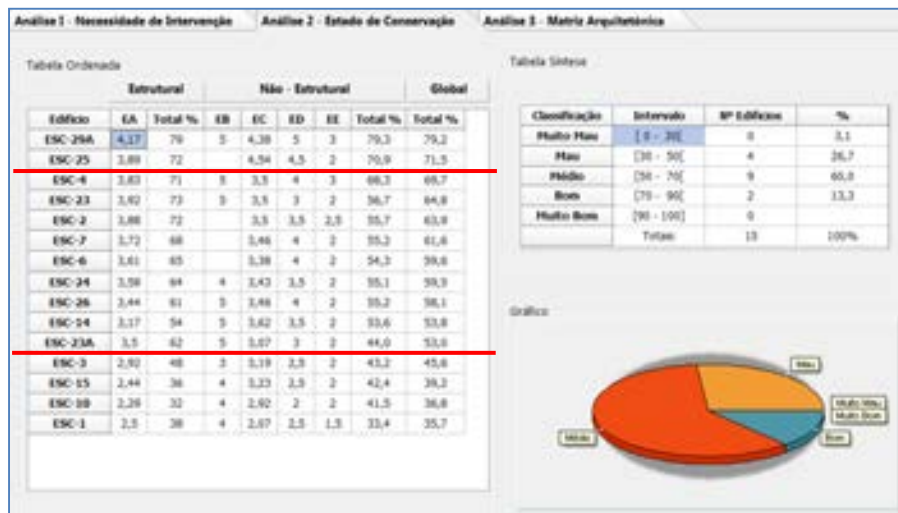 Análise 1 - Necessidade de Intervenção Análise 2 - Estado de Conservação Análise 3 - Matriz Arquitetónica
Tabela Ordenada
Estrutural Não - Estrutural Global
Edifício EA Total % EB EC ED EE Total % Total %
ESC-29A 4,17 79 5 4,38 5 3 79,3 79,2
ESC-25 3,89 72 4,54 4,5 2 70,9 71,5
ESC-4 3,83 71 5 3,5 4 3 68,3 69,7
ESC-23 3,92 73 5 3,5 3 2 56,7 64,8
ESC-2 3,88 72 3,5 3,5 2,5 55,7 63,9
ESC-7 3,72 68 3,46 4 2 55,2 61,6
ESC-6 3,61 65 3,38 4 2 54,3 59,6
ESC-24 3,58 64 4 3,43 3,5 2 55,1 59,5
ESC-26 3,44 61 5 3,46 4 2 55,2 58,1
ESC-14 3,17 54 5 3,62 3,5 2 53,6 53,8
ESC-23A 3,5 62 5 3,07 3 2 44,0 53,0
ESC-3 2,92 48 3 3,19 2,5 2 43,2 45,6
ESC-15 2,44 36 4 3,23 2,5 2 42,4 39,2
ESC-10 2,28 32 4 2,92 2 2 41,5 36,8
ESC-1 2,5 38 4 2,67 2,5 1,5 33,4 35,7
Tabela Síntese
Classificação Intervalo Nº Edifícios %
Muito Mau [ 0 - 30[ 0
Mau [30 - 50[ 4 26,7
Médio [50 - 70[ 9 60,0
Bom [70 - 90[ 2 13,3
Muito Bom [90 - 100] 0
Totais: 15 100%
Gráfico
Mau
Muito Mau
Muito Bom
Médio
Bom